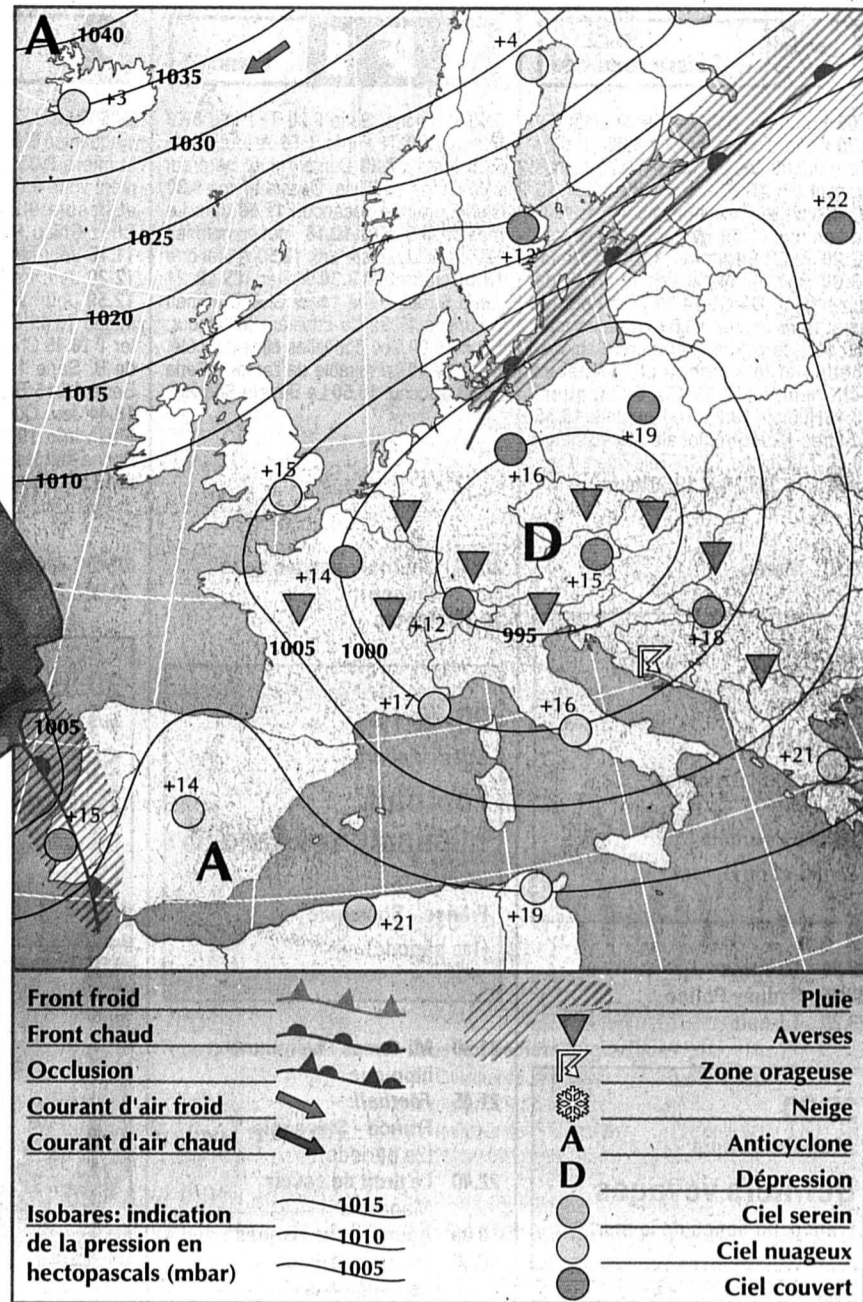 A
1040
+4
1035
+3
1030
+22
1025
+12
1020
1015
+19
1010
+15
+16
D
+14
+15
+12
+18
1005
1000
995
+17
+16
1005
+14
+21
+15
A
+21
+19
Front froid
Pluie
Front chaud
Averses
Occlusion
Zone orageuse
Courant d'air froid
Neige
Courant d'air chaud
A
Anticyclone
D
Dépression
1015
Ciel serein
Isobares: indication
1010
de la pression en
Ciel nuageux
hectopascals (mbar)
1005
Ciel couvert